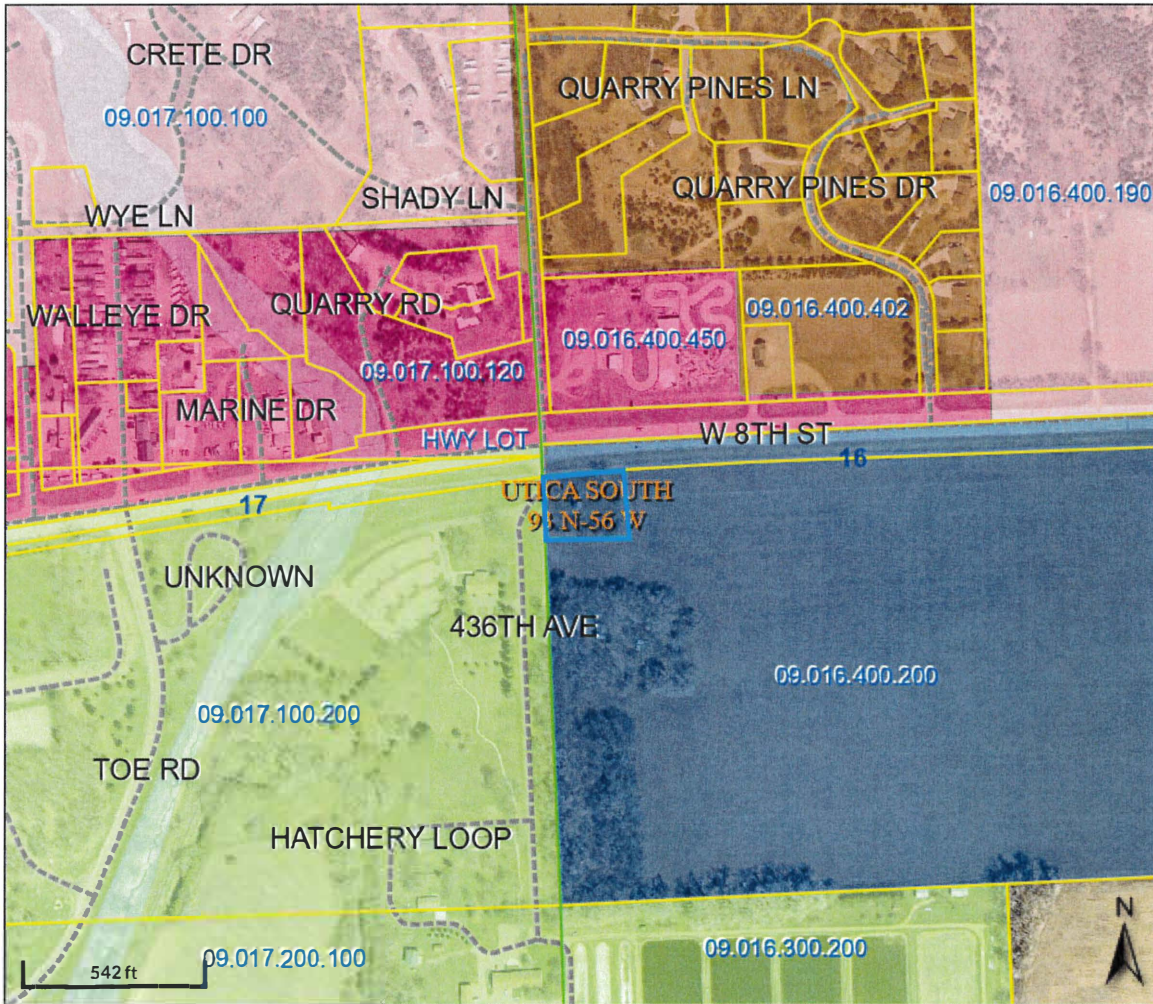 CRETE DR
QUARRY PINES LN
09.017.100.100
SHADY LN
QUARRY PINES DR
09.016.400.190
WYE LN
WALLEYE DR
QUARRY RD
09.016.400.402
09.016.400.450
09.017.100.120
MARINE DR
HWY LOT
W 8TH ST
16
17
UTICA SOUTH
93 N-56 W
UNKNOWN
436TH AVE
09.016.400.200
09.017.100.200
TOE RD
HATCHERY LOOP
N
09.017.200.100
09.016.300.200
542 ft